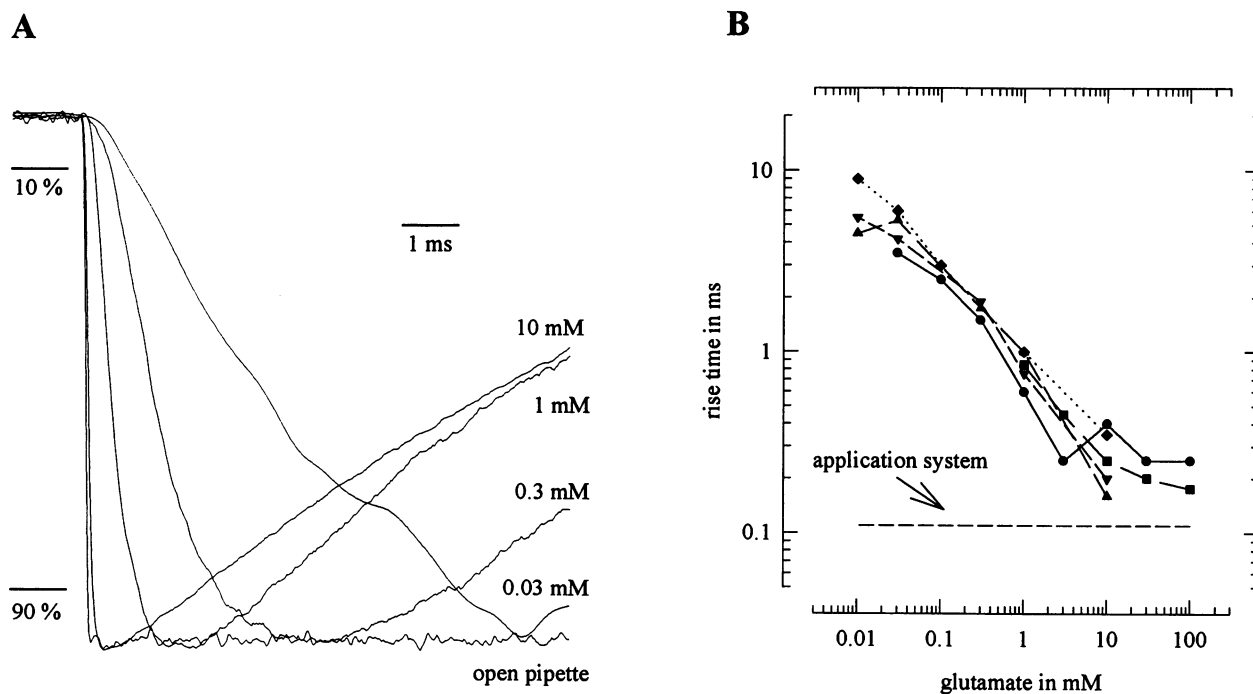 A
10 %
1 ms
10 mM
1 mM
0.3 mM
0.03 mM
90 %
open pipette
B
10
1
0.1
rise time in ms
application system
0.01 0.1 1 10 100
glutamate in mM